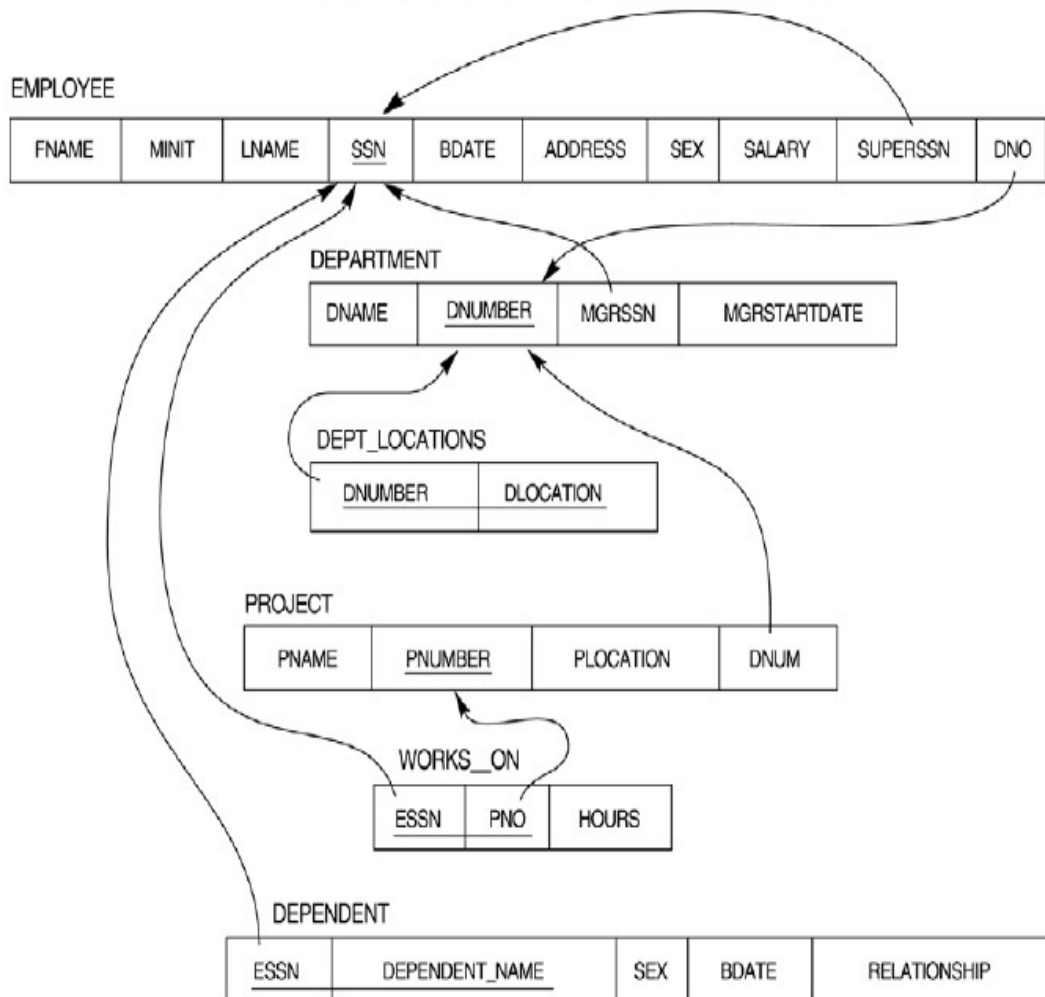 EMPLOYEE
FNAME MINIT LNAME SSN BDATE ADDRESS SEX SALARY SUPERSSN DNO
DEPARTMENT
DNAME DNUMBER MGRSSN MGRSTARTDATE
DEPT_LOCATIONS
DNUMBER DLOCATION
PROJECT
PNAME PNUMBER PLOCATION DNUM
WORKS_ON
ESSN PNO HOURS
DEPENDENT
ESSN DEPENDENT_NAME SEX BDATE RELATIONSHIP